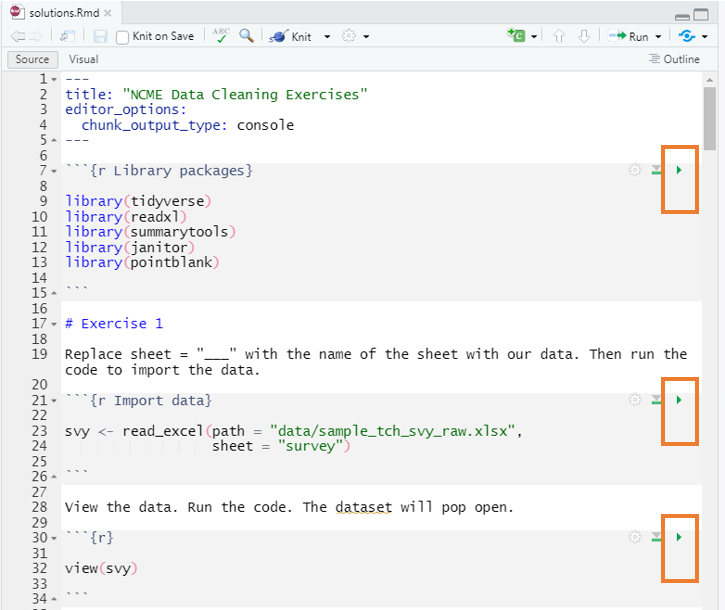 solutions.Rmd
Knit on Save
ABC
Knit
Run
Source
Visual
Outline
1 ---
2 title: "NCME Data Cleaning Exercises"
3 editor_options:
4   chunk_output_type: console
5 ---
6
7 ```{r Library packages}
8
9 library(tidyverse)
10 library(readxl)
11 library(summarytools)
12 library(janitor)
13 library(pointblank)
14
15 ```
16
17 # Exercise 1
18
19 Replace sheet = "___" with the name of the sheet with our data. Then run the
code to import the data.
20
21 ```{r Import data}
22
23 svy <- read_excel(path = "data/sample_tch_svy_raw.xlsx",
24                   sheet = "survey")
25
26 ```
27
28 View the data. Run the code. The dataset will pop open.
29
30 ```{r}
31
32 view(svy)
33
34 ```